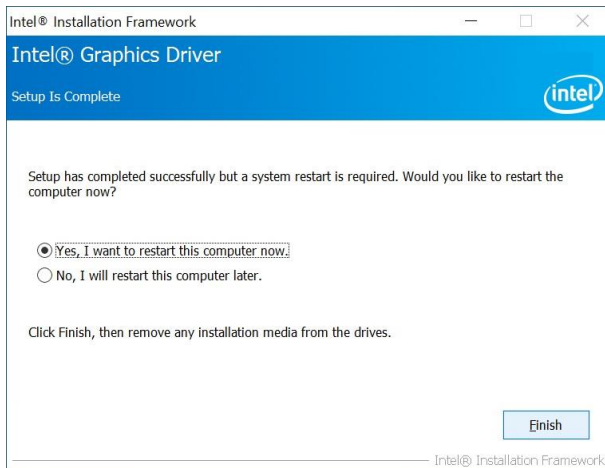 Intel® Installation Framework
Intel® Graphics Driver
Setup Is Complete
intel
Setup has completed successfully but a system restart is required. Would you like to restart the
computer now?
Yes, I want to restart this computer now.
No, I will restart this computer later.
Click Finish, then remove any installation media from the drives.
Finish
Intel® Installation Framework